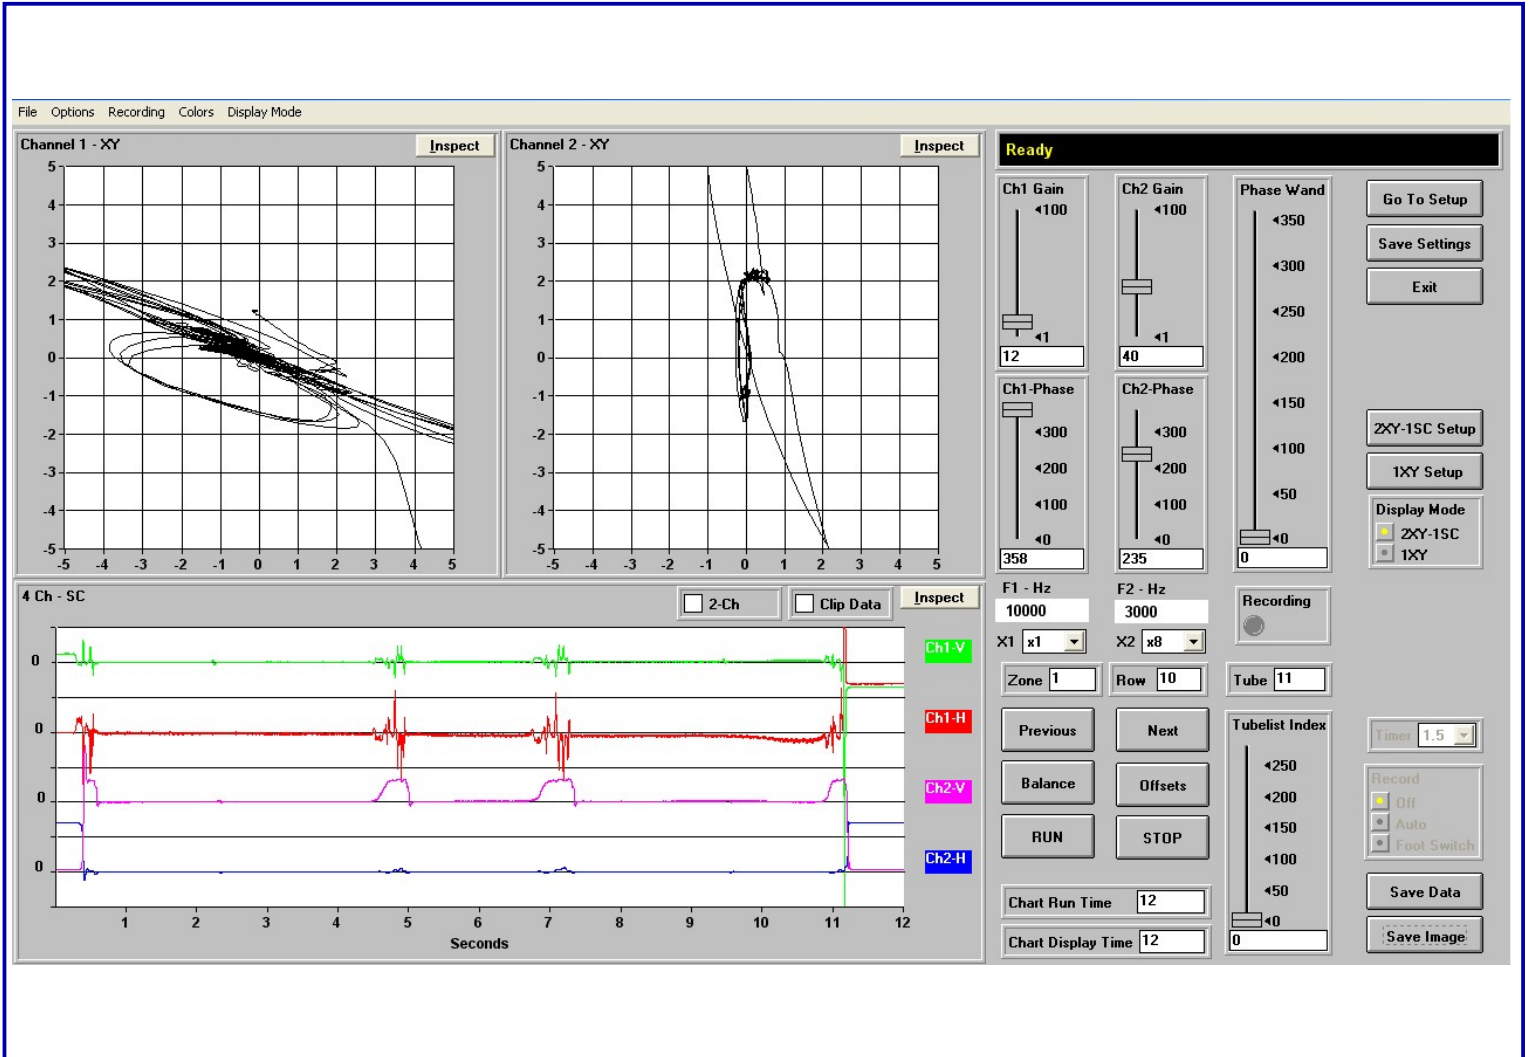 File Options Recording Colors Display Mode
Channel 1 - XY
Inspect
5
4
3
2
1
0
-1
-2
-3
-4
-5
-5 -4 -3 -2 -1 0 1 2 3 4 5
Channel 2 - XY
Inspect
5
4
3
2
1
0
-1
-2
-3
-4
-5
-5 -4 -3 -2 -1 0 1 2 3 4 5
4 Ch - SC
2-Ch
Clip Data
Inspect
0
Ch1-V
0
Ch1-H
0
Ch2-V
0
Ch2-H
1 2 3 4 5 6 7 8 9 10 11 12
Seconds
Ready
Ch1 Gain
100
1
12
Ch2 Gain
100
1
40
Ch1-Phase
300
200
100
0
358
Ch2-Phase
300
200
100
0
235
Phase Wand
350
300
250
200
150
100
50
0
0
Go To Setup
Save Settings
Exit
2XY-1SC Setup
1XY Setup
Display Mode
2XY-1SC
1XY
F1 - Hz
10000
F2 - Hz
3000
Recording
X1 x1
X2 x8
Zone 1
Row 10
Tube 11
Previous
Next
Balance
Offsets
RUN
STOP
Chart Run Time 12
Chart Display Time 12
Tubelist Index
250
200
150
100
50
0
0
Timer 1.5
Record
Off
Auto
Foot Switch
Save Data
Save Image